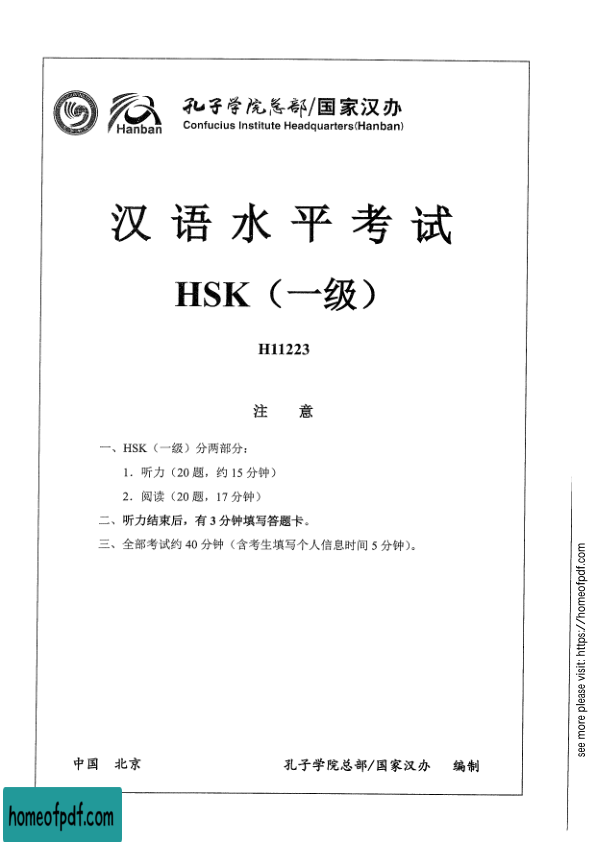 孔子学院总部/国家汉办
Hanban
Confucius Institute Headquarters(Hanban)
汉语水平考试
HSK（一级）
H11223
注 意
一、HSK（一级）分两部分：
1．听力（20 题，约 15 分钟）
2．阅读（20 题，17 分钟）
二、听力结束后，有 3 分钟填写答题卡。
三、全部考试约 40 分钟（含考生填写个人信息时间 5 分钟）。
中国 北京 孔子学院总部/国家汉办 编制
see more please visit: https://homeofpdf.com
homeofpdf.com